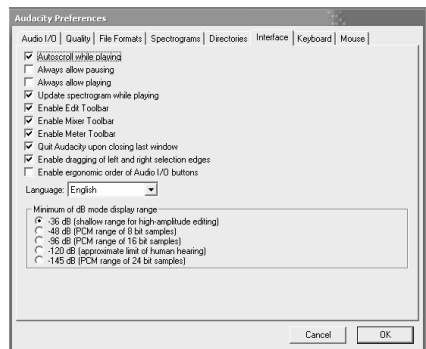 Audacity Preferences
Audio I/O Quality File Formats Spectrograms Directories Interface Keyboard Mouse
Autoscroll while playing
Always allow pausing
Always allow playing
Update spectrogram while playing
Enable Edit Toolbar
Enable Mixer Toolbar
Enable Meter Toolbar
Quit Audacity upon closing last window
Enable dragging of left and right selection edges
Enable ergonomic order of Audio I/O buttons
Language: English
Minimum of dB mode display range
-36 dB (shallow range for high-amplitude editing)
-48 dB (PCM range of 8 bit samples)
-96 dB (PCM range of 16 bit samples)
-120 dB (approximate limit of human hearing)
-145 dB (PCM range of 24 bit samples)
Cancel OK